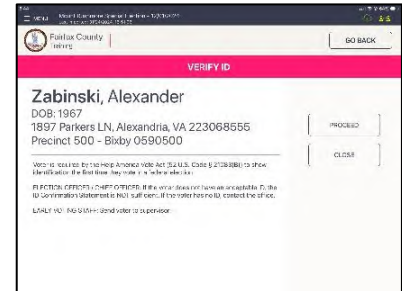 MENU
Fairfax County
Training
GO BACK
VERIFY ID
Zabinski, Alexander
DOB: 1967
1897 Parkers LN, Alexandria, VA 223068555
Precinct 500 - Bixby 0590500
PROCEED
CLOSE
Voter is required by the Help America Vote Act (52 U.S. Code § 21083(B)) to show
identification the first time they vote in a federal election.
ELECTION OFFICER / CHIEF OFFICER: If the voter does not have an acceptable ID, the
ID Confirmation Statement is NOT sufficient. If the voter has no ID, contact the office.
EARLY VOTING STAFF: Send voter to supervisor.